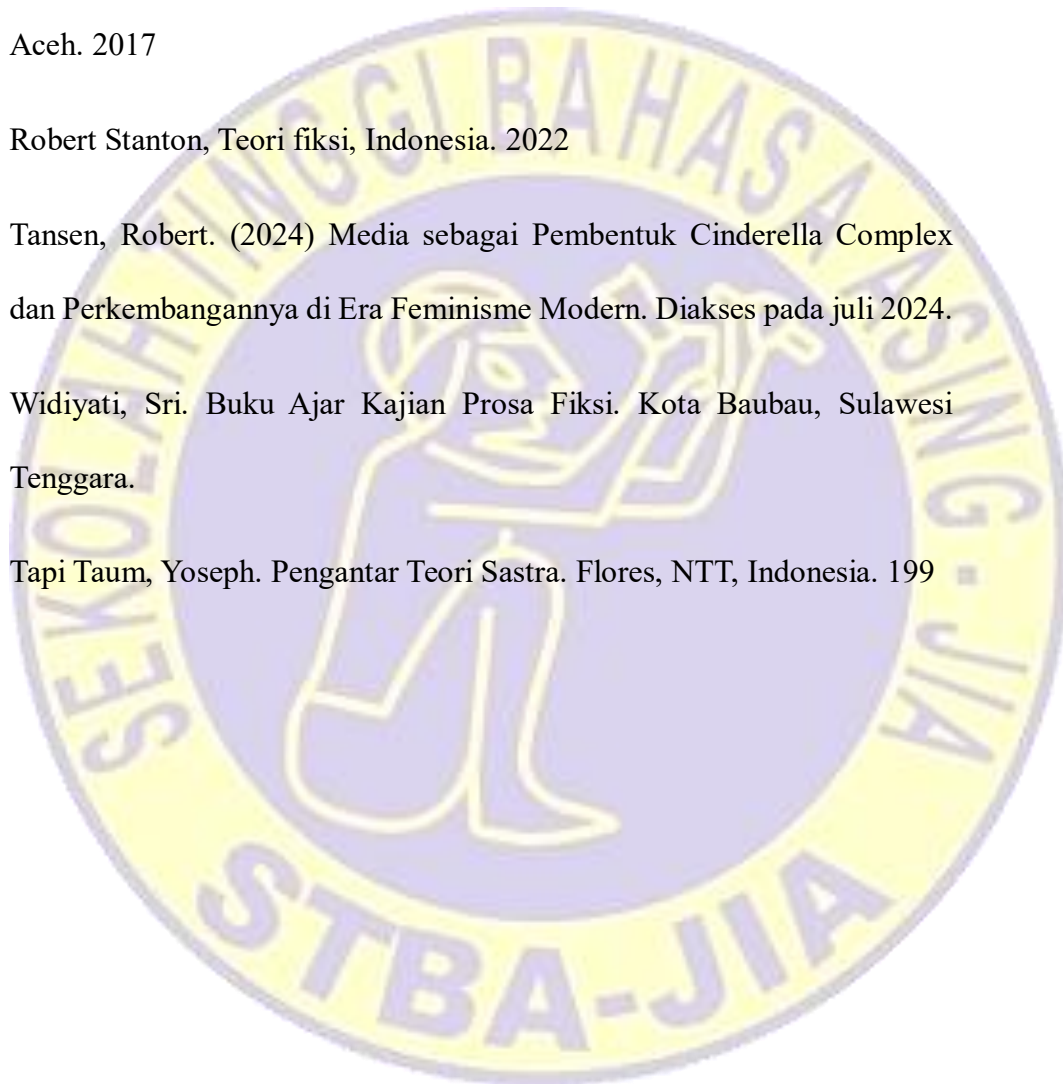 Aceh. 2017
Robert Stanton, Teori fiksi, Indonesia. 2022
Tansen, Robert. (2024) Media sebagai Pembentuk Cinderella Complex
dan Perkembangannya di Era Feminisme Modern. Diakses pada juli 2024.
Widiyati, Sri. Buku Ajar Kajian Prosa Fiksi. Kota Baubau, Sulawesi
Tenggara.
Tapi Taum, Yoseph. Pengantar Teori Sastra. Flores, NTT, Indonesia. 199
SEKOLAH TINGGI BAHASA ASING - JIA
STBA-JIA